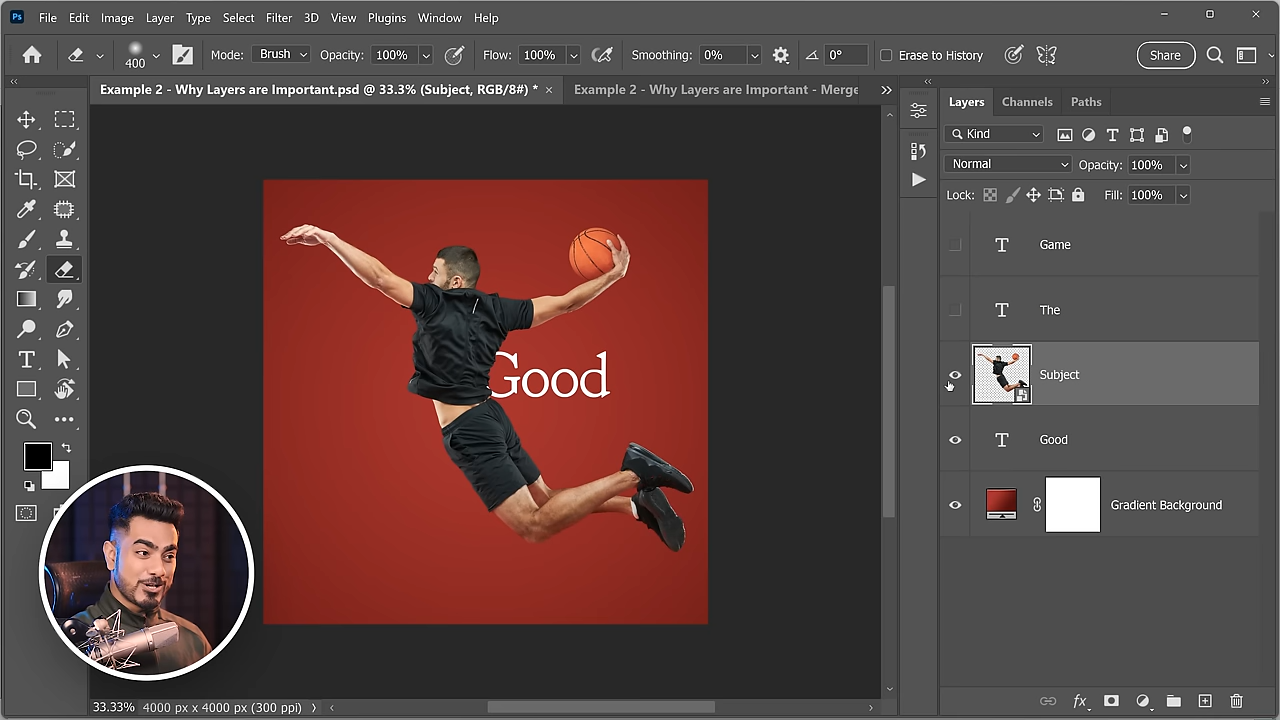 Ps File Edit Image Layer Type Select Filter 3D View Plugins Window Help
400 Mode: Brush Opacity: 100% Flow: 100% Smoothing: 0% 0° Erase to History Share
Example 2 - Why Layers are Important.psd @ 33.3% (Subject, RGB/8#) * × Example 2 - Why Layers are Important - Merge
Layers Channels Paths
Kind
Normal Opacity: 100%
Lock: Fill: 100%
T Game
T The
Subject
T Good
Gradient Background
Good
33.33% 4000 px x 4000 px (300 ppi)